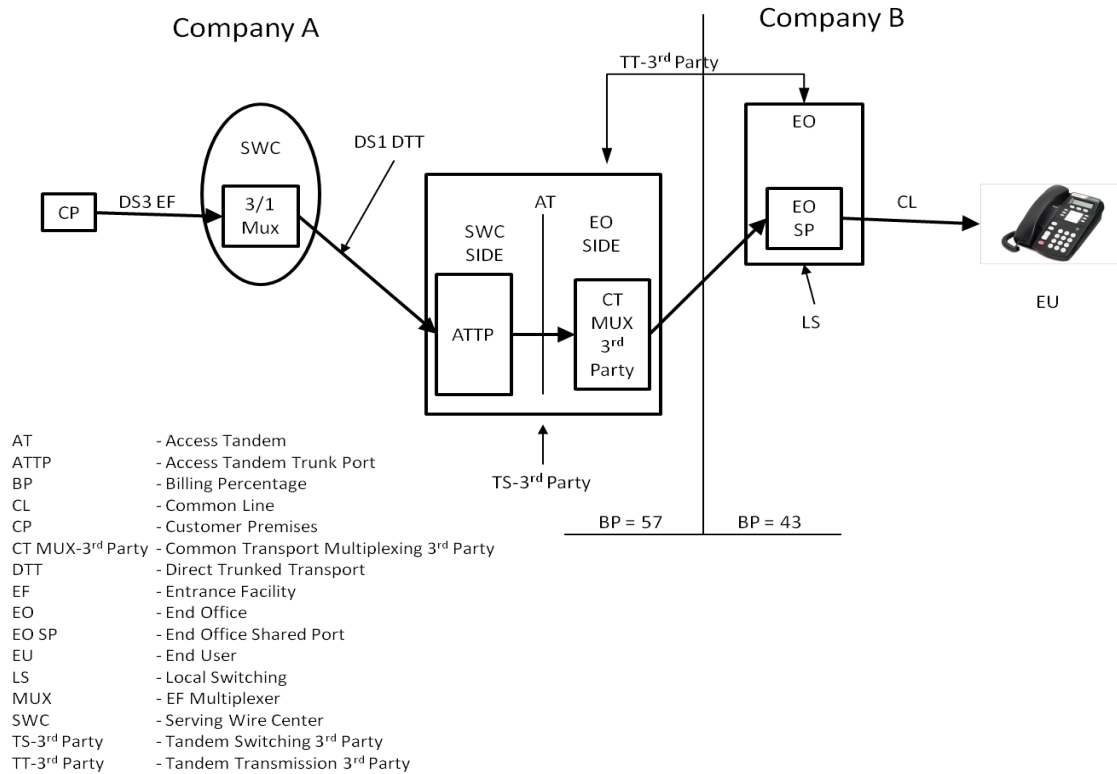 Company A
Company B
TT-3rd Party
SWC
DS1 DTT
EO
CP
DS3 EF
3/1
Mux
AT
SWC
SIDE
EO
SIDE
EO
SP
CL
ATTP
CT
MUX
3rd
Party
LS
EU
TS-3rd Party
BP = 57
BP = 43
AT - Access Tandem
ATTP - Access Tandem Trunk Port
BP - Billing Percentage
CL - Common Line
CP - Customer Premises
CT MUX-3rd Party - Common Transport Multiplexing 3rd Party
DTT - Direct Trunked Transport
EF - Entrance Facility
EO - End Office
EO SP - End Office Shared Port
EU - End User
LS - Local Switching
MUX - EF Multiplexer
SWC - Serving Wire Center
TS-3rd Party - Tandem Switching 3rd Party
TT-3rd Party - Tandem Transmission 3rd Party